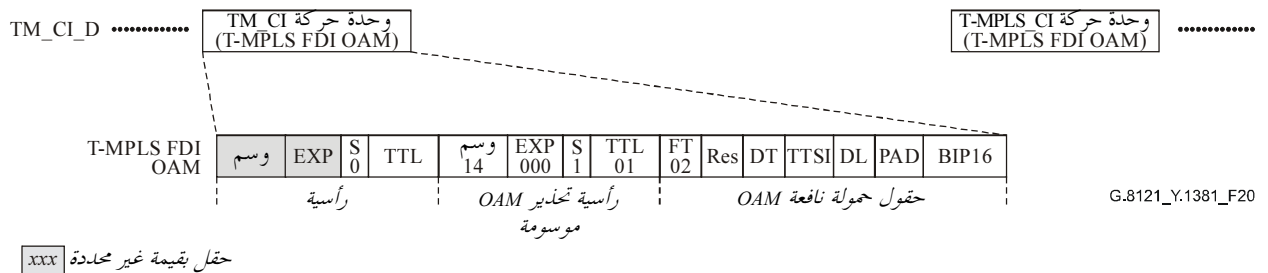 TM_CI_D
وحدة حركة TM_CI
(T-MPLS FDI OAM)
وحدة حركة T-MPLS_CI
(T-MPLS FDI OAM)
T-MPLS FDI
OAM
وسم
EXP
S
0
TTL
وسم
14
EXP
000
S
1
TTL
01
FT
02
Res
DT
TTSI
DL
PAD
BIP16
رأسية
رأسية تحذير OAM
موسومة
حقول حمولة نافعة OAM
G.8121_Y.1381_F20
xxx حقل بقيمة غير محددة